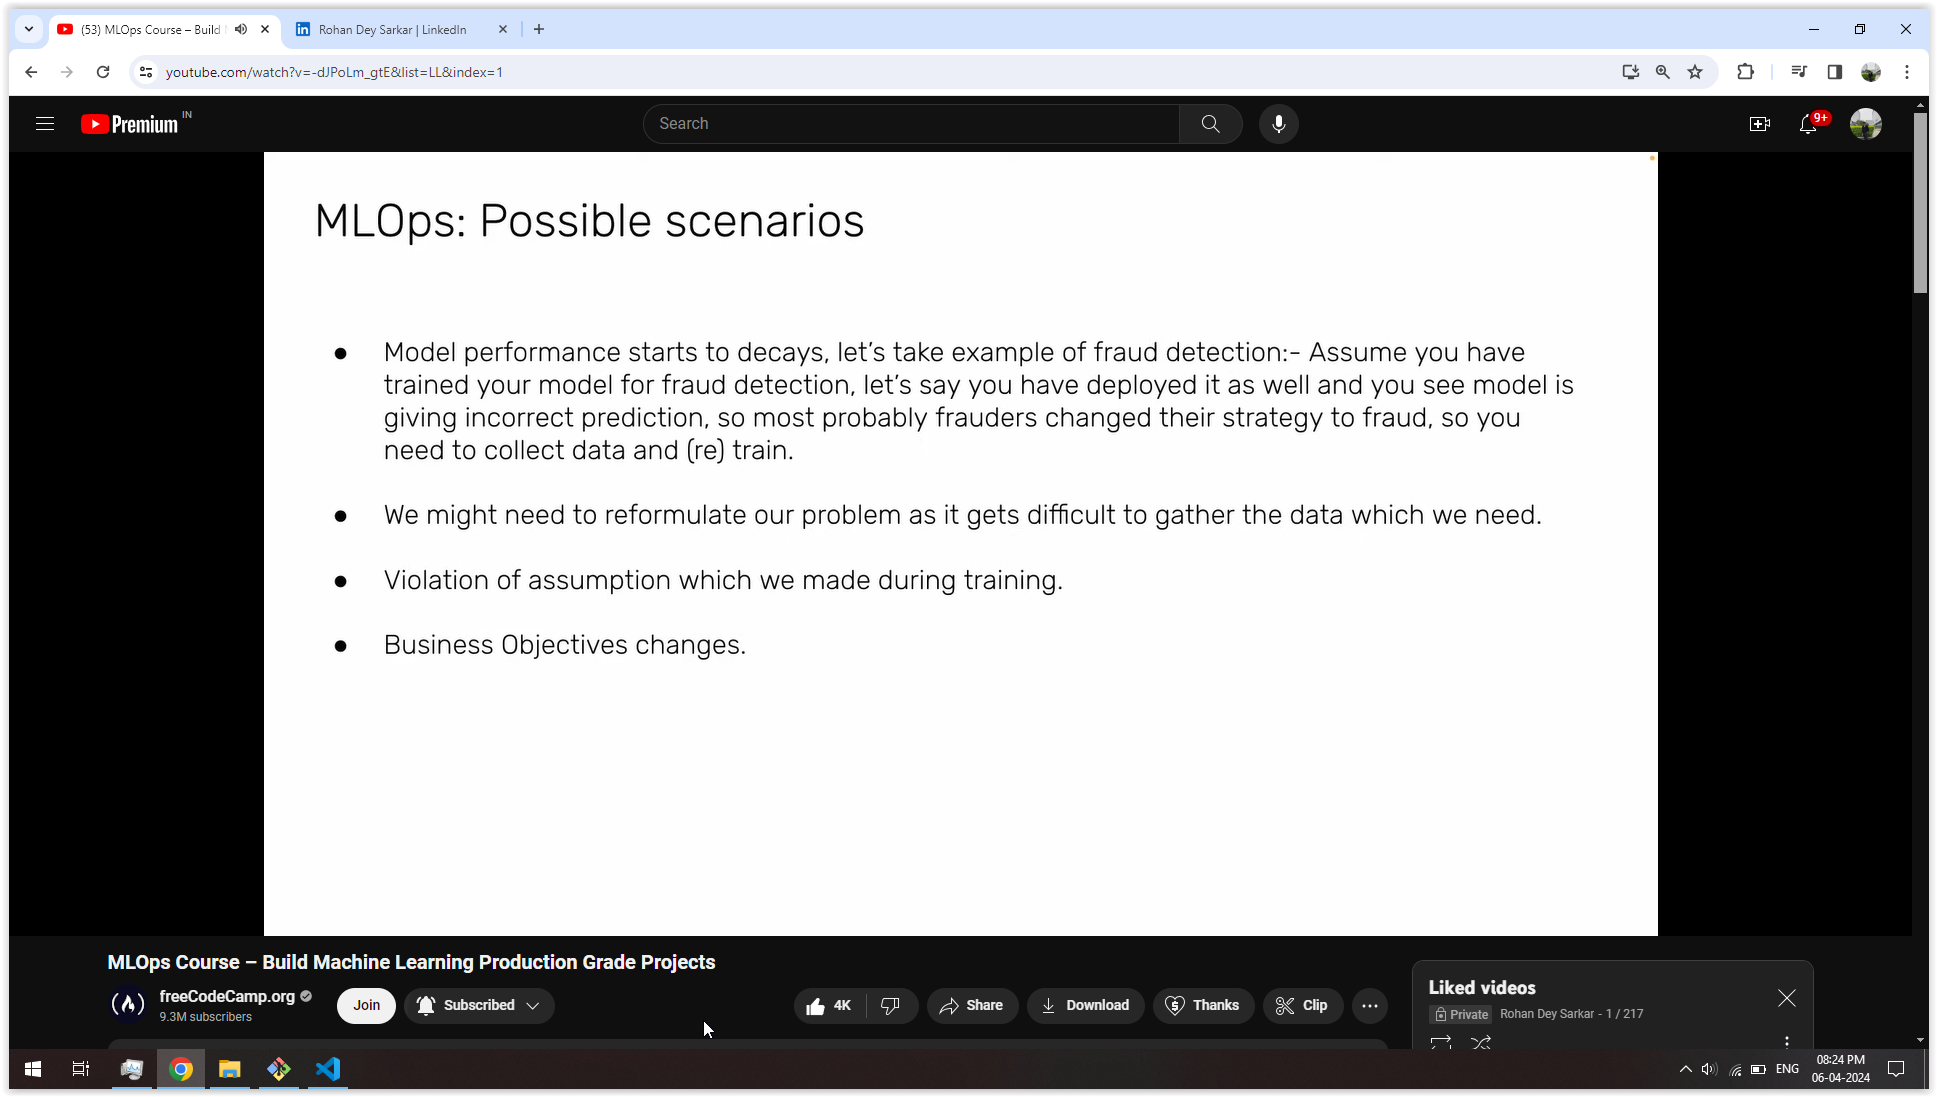 (53) MLOps Course – Build
Rohan Dey Sarkar | LinkedIn
youtube.com/watch?v=-dJPoLm_gtE&list=LL&index=1
Premium IN
Search
9+
MLOps: Possible scenarios
● Model performance starts to decays, let’s take example of fraud detection:- Assume you have
trained your model for fraud detection, let’s say you have deployed it as well and you see model is
giving incorrect prediction, so most probably frauders changed their strategy to fraud, so you
need to collect data and (re) train.
● We might need to reformulate our problem as it gets difficult to gather the data which we need.
● Violation of assumption which we made during training.
● Business Objectives changes.
MLOps Course – Build Machine Learning Production Grade Projects
freeCodeCamp.org
9.3M subscribers
Join
Subscribed
4K
Share
Download
Thanks
Clip
Liked videos
Private Rohan Dey Sarkar - 1 / 217
ENG
08:24 PM
06-04-2024